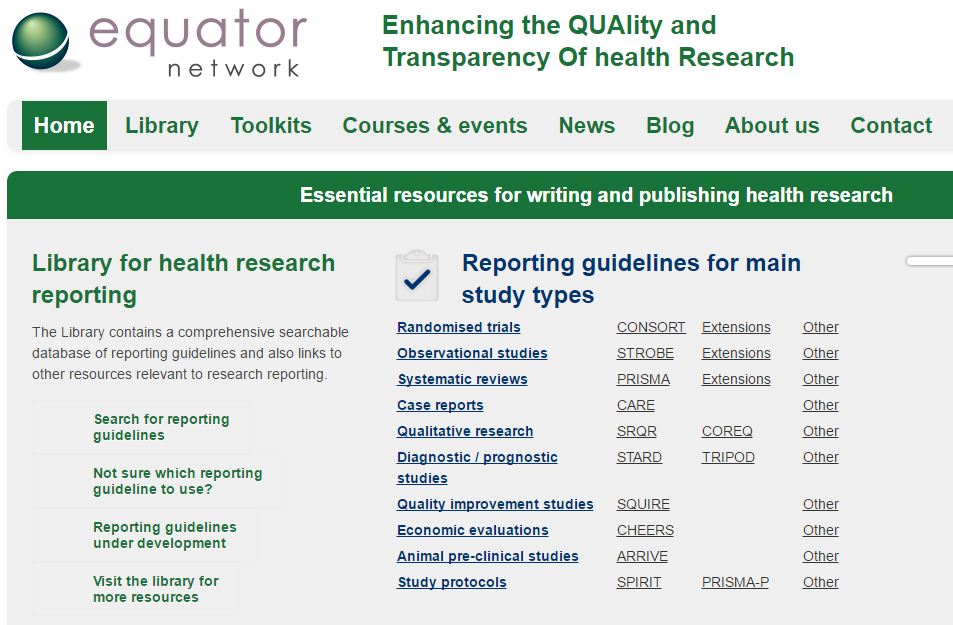 equator
network
Enhancing the QUAlity and
Transparency Of health Research
Home Library Toolkits Courses & events News Blog About us Contact
Essential resources for writing and publishing health research
Library for health research
reporting
The Library contains a comprehensive searchable
database of reporting guidelines and also links to
other resources relevant to research reporting.
Search for reporting
guidelines
Not sure which reporting
guideline to use?
Reporting guidelines
under development
Visit the library for
more resources
Reporting guidelines for main
study types
Randomised trials CONSORT Extensions Other
Observational studies STROBE Extensions Other
Systematic reviews PRISMA Extensions Other
Case reports CARE Other
Qualitative research SRQR COREQ Other
Diagnostic / prognostic STARD TRIPOD Other
studies
Quality improvement studies SQUIRE Other
Economic evaluations CHEERS Other
Animal pre-clinical studies ARRIVE Other
Study protocols SPIRIT PRISMA-P Other